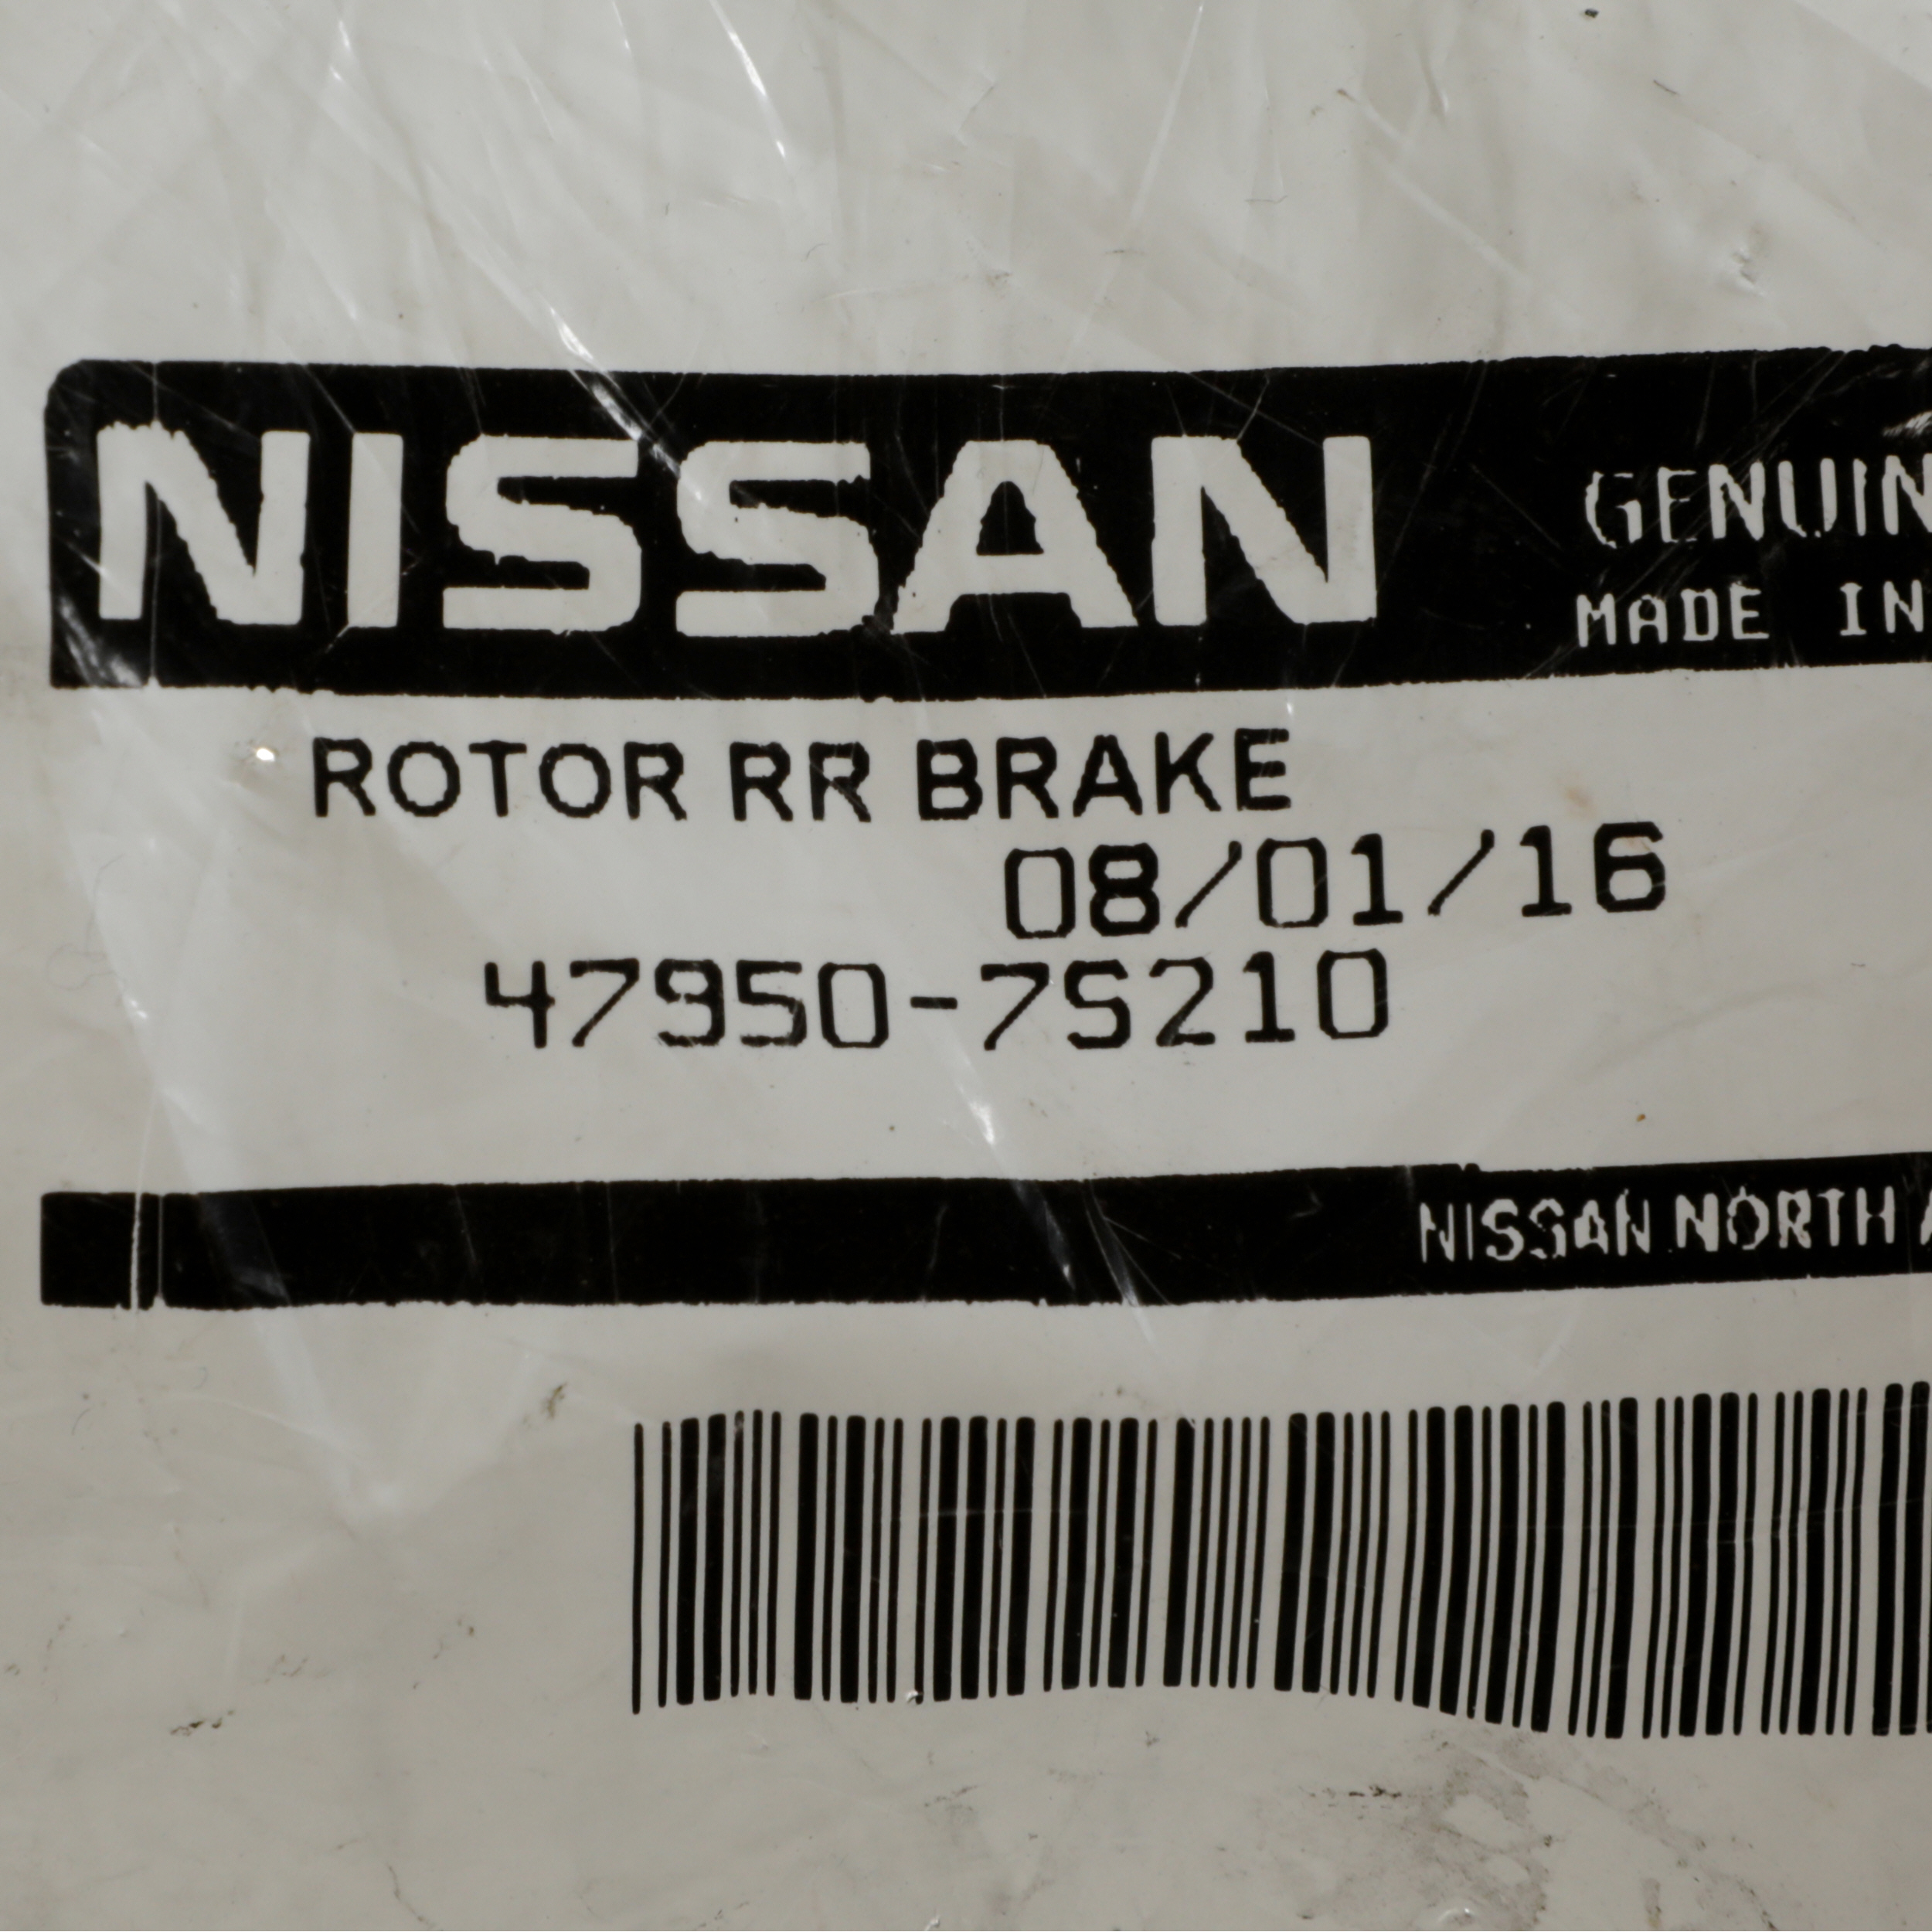 NISSAN
GENUIN
MADE IN
ROTOR RR BRAKE
08/01/16
47950-7S210
NISSAN NORTH A